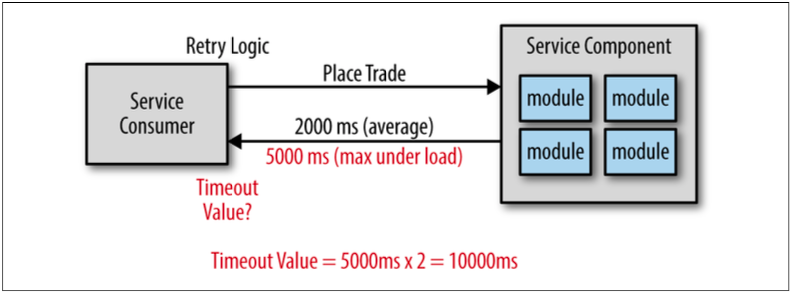 Retry Logic
Service Component
Place Trade
Service
Consumer
module
module
2000 ms (average)
5000 ms (max under load)
module
module
Timeout
Value?
Timeout Value = 5000ms x 2 = 10000ms